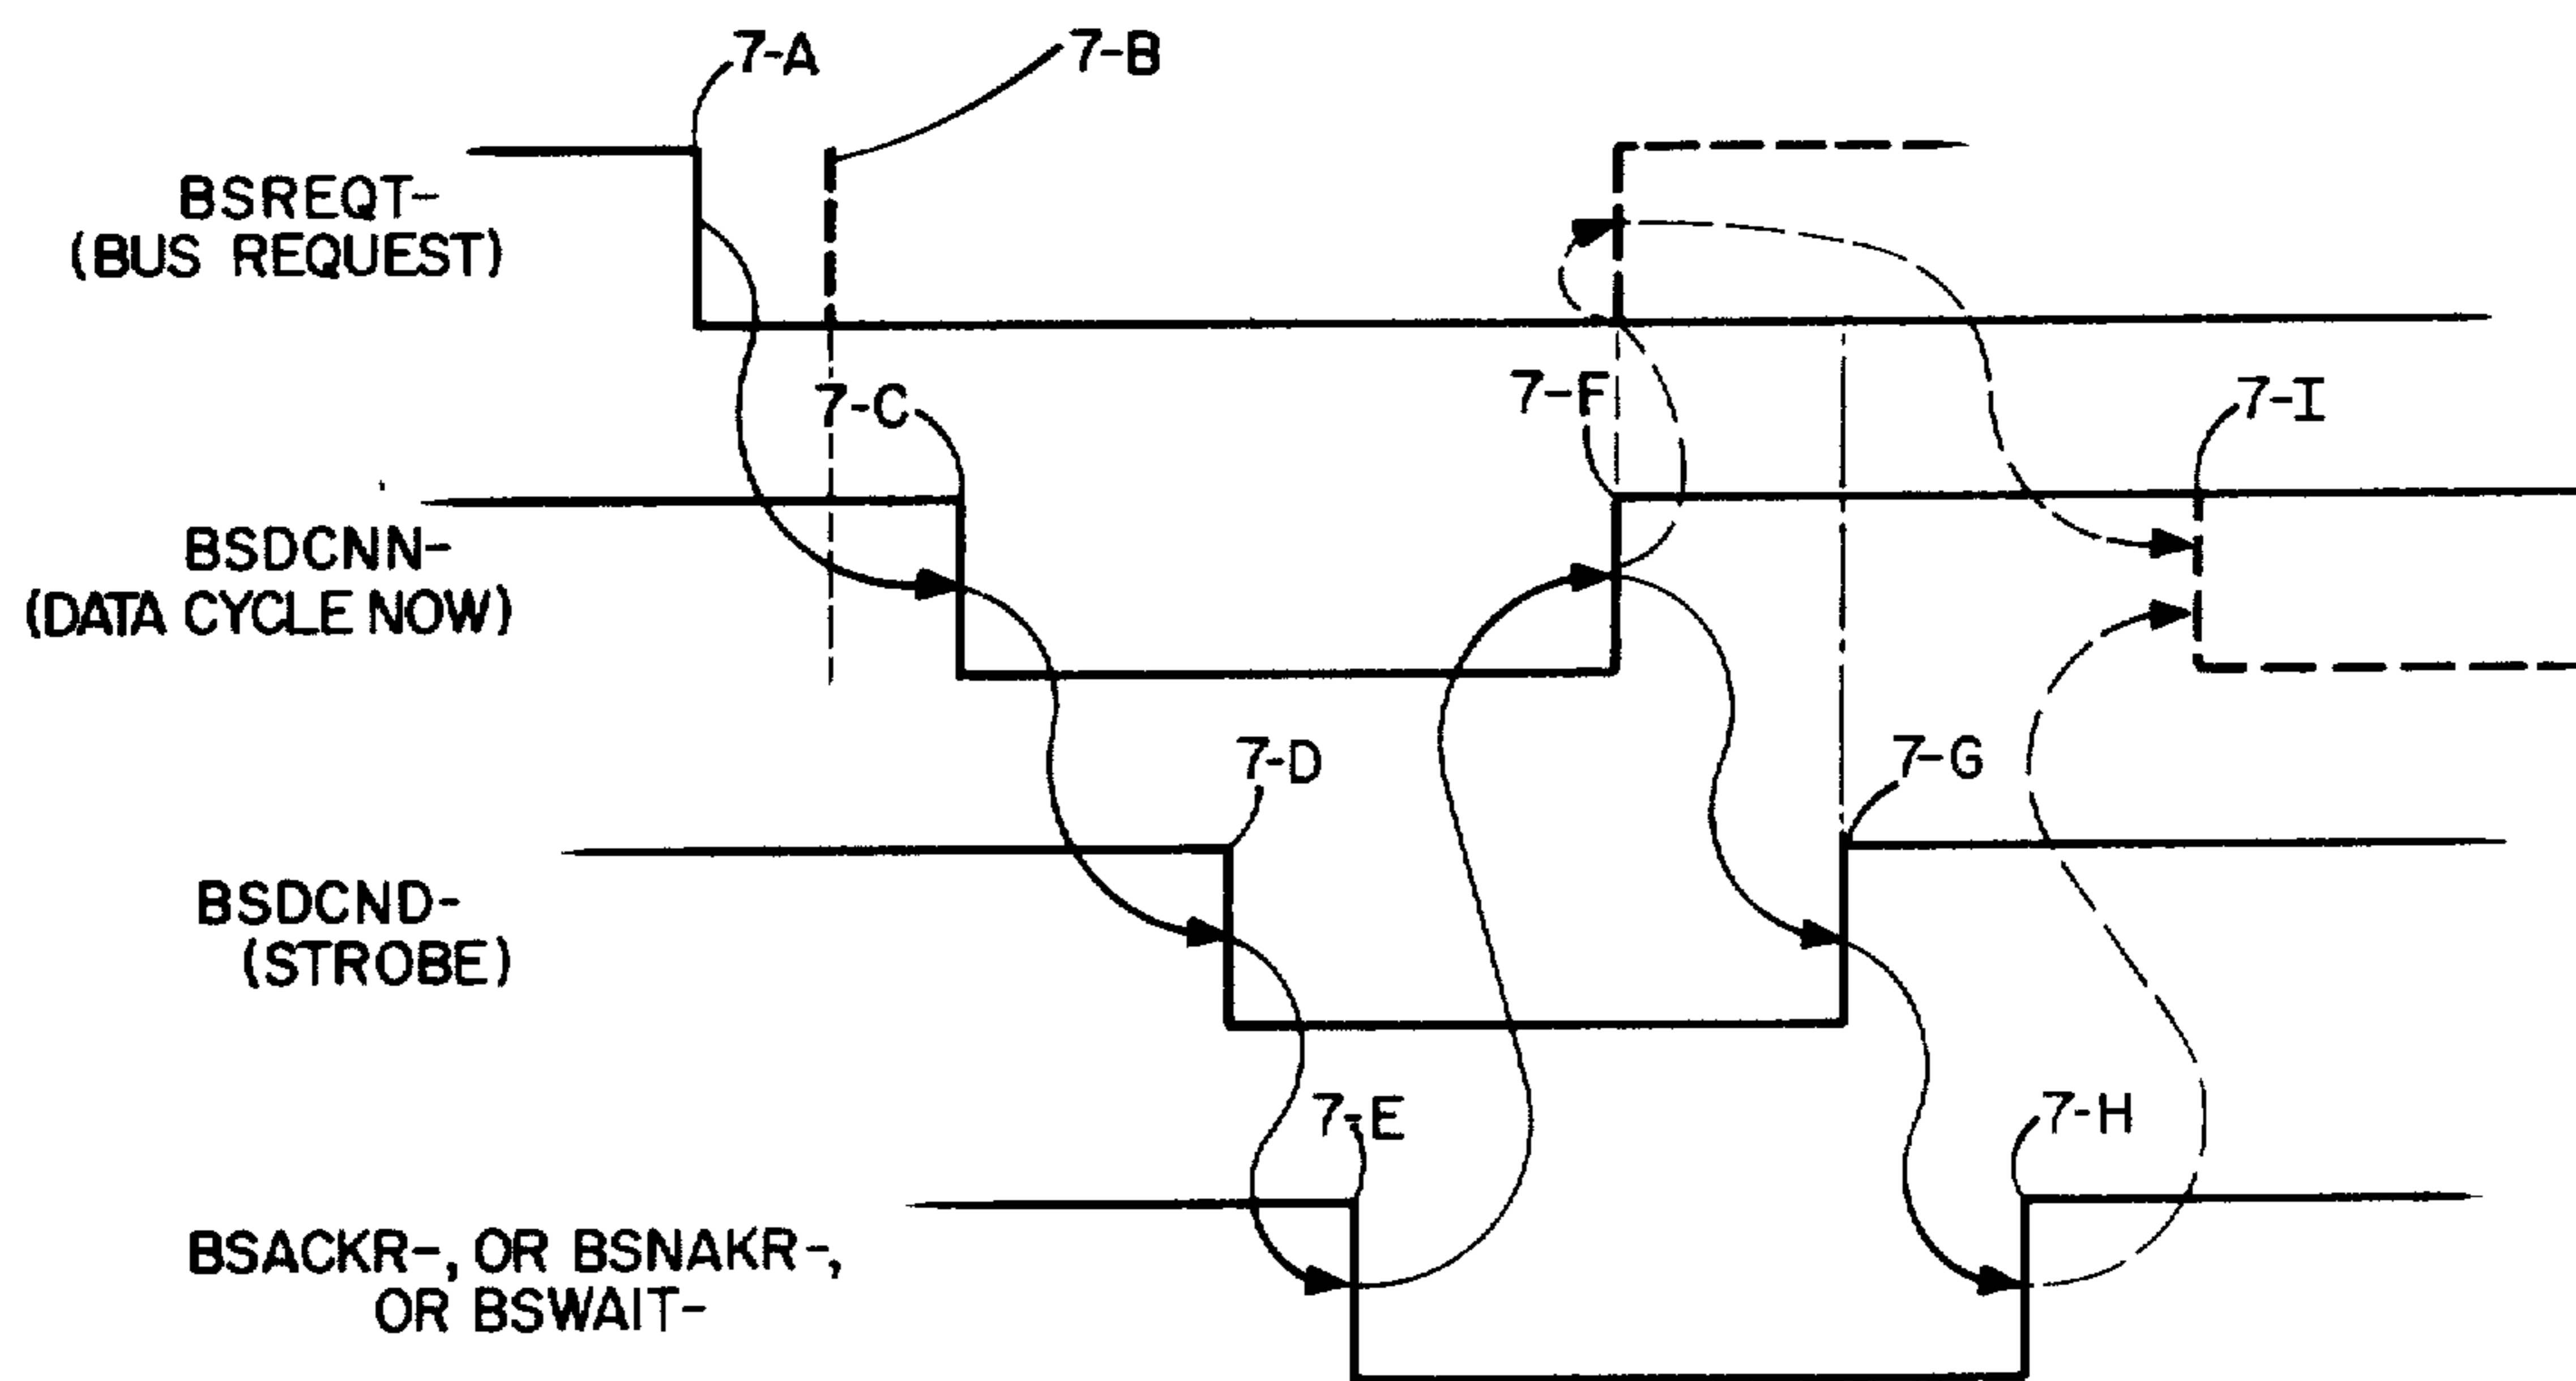 7-A
7-B
BSREQT-
(BUS REQUEST)
7-C
7-F
7-I
BSDCNN-
(DATA CYCLE NOW)
7-D
7-G
BSDCND-
(STROBE)
7-E
7-H
BSACKR-, OR BSNAKR-,
OR BSWAIT-